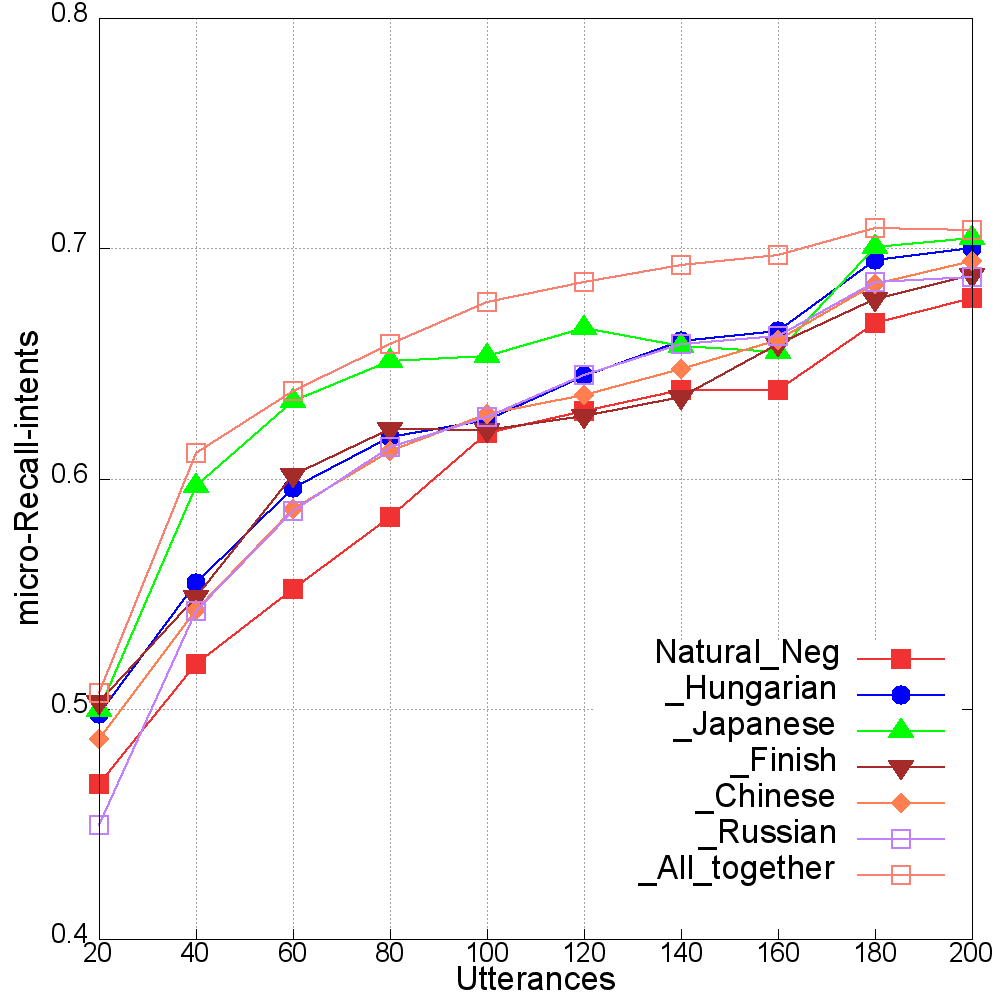 0.8
0.7
0.6
0.5
0.4
micro-Recall-intents
Natural_Neg
_Hungarian
_Japanese
_Finish
_Chinese
_Russian
_All_together
20 40 60 80 100 120 140 160 180 200
Utterances